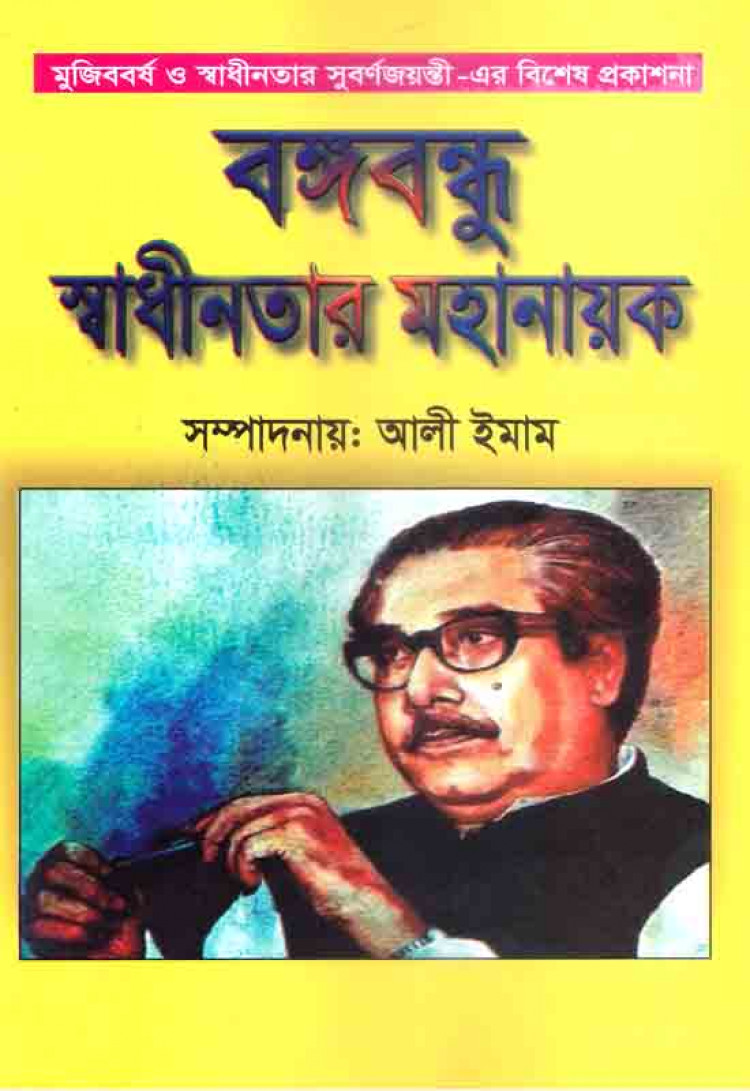 মুজিববর্ষ ও স্বাধীনতার সুবর্ণজয়ন্তী-এর বিশেষ প্রকাশনা
বঙ্গবন্ধু
স্বাধীনতার মহানায়ক
সম্পাদনায়: আলী ইমাম